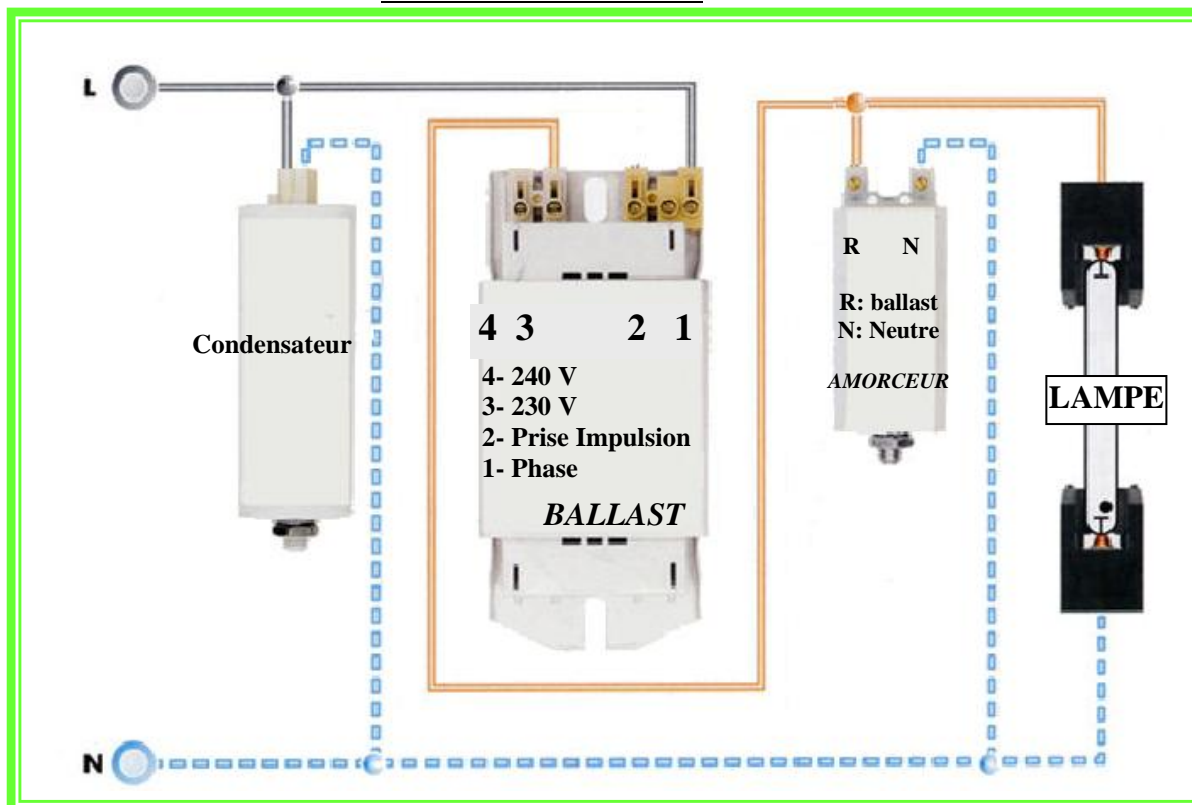 L
R N
R: ballast
N: Neutre
Condensateur
4 3 2 1
4- 240 V
3- 230 V
2- Prise Impulsion
1- Phase
BALLAST
AMORCEUR
LAMPE
N